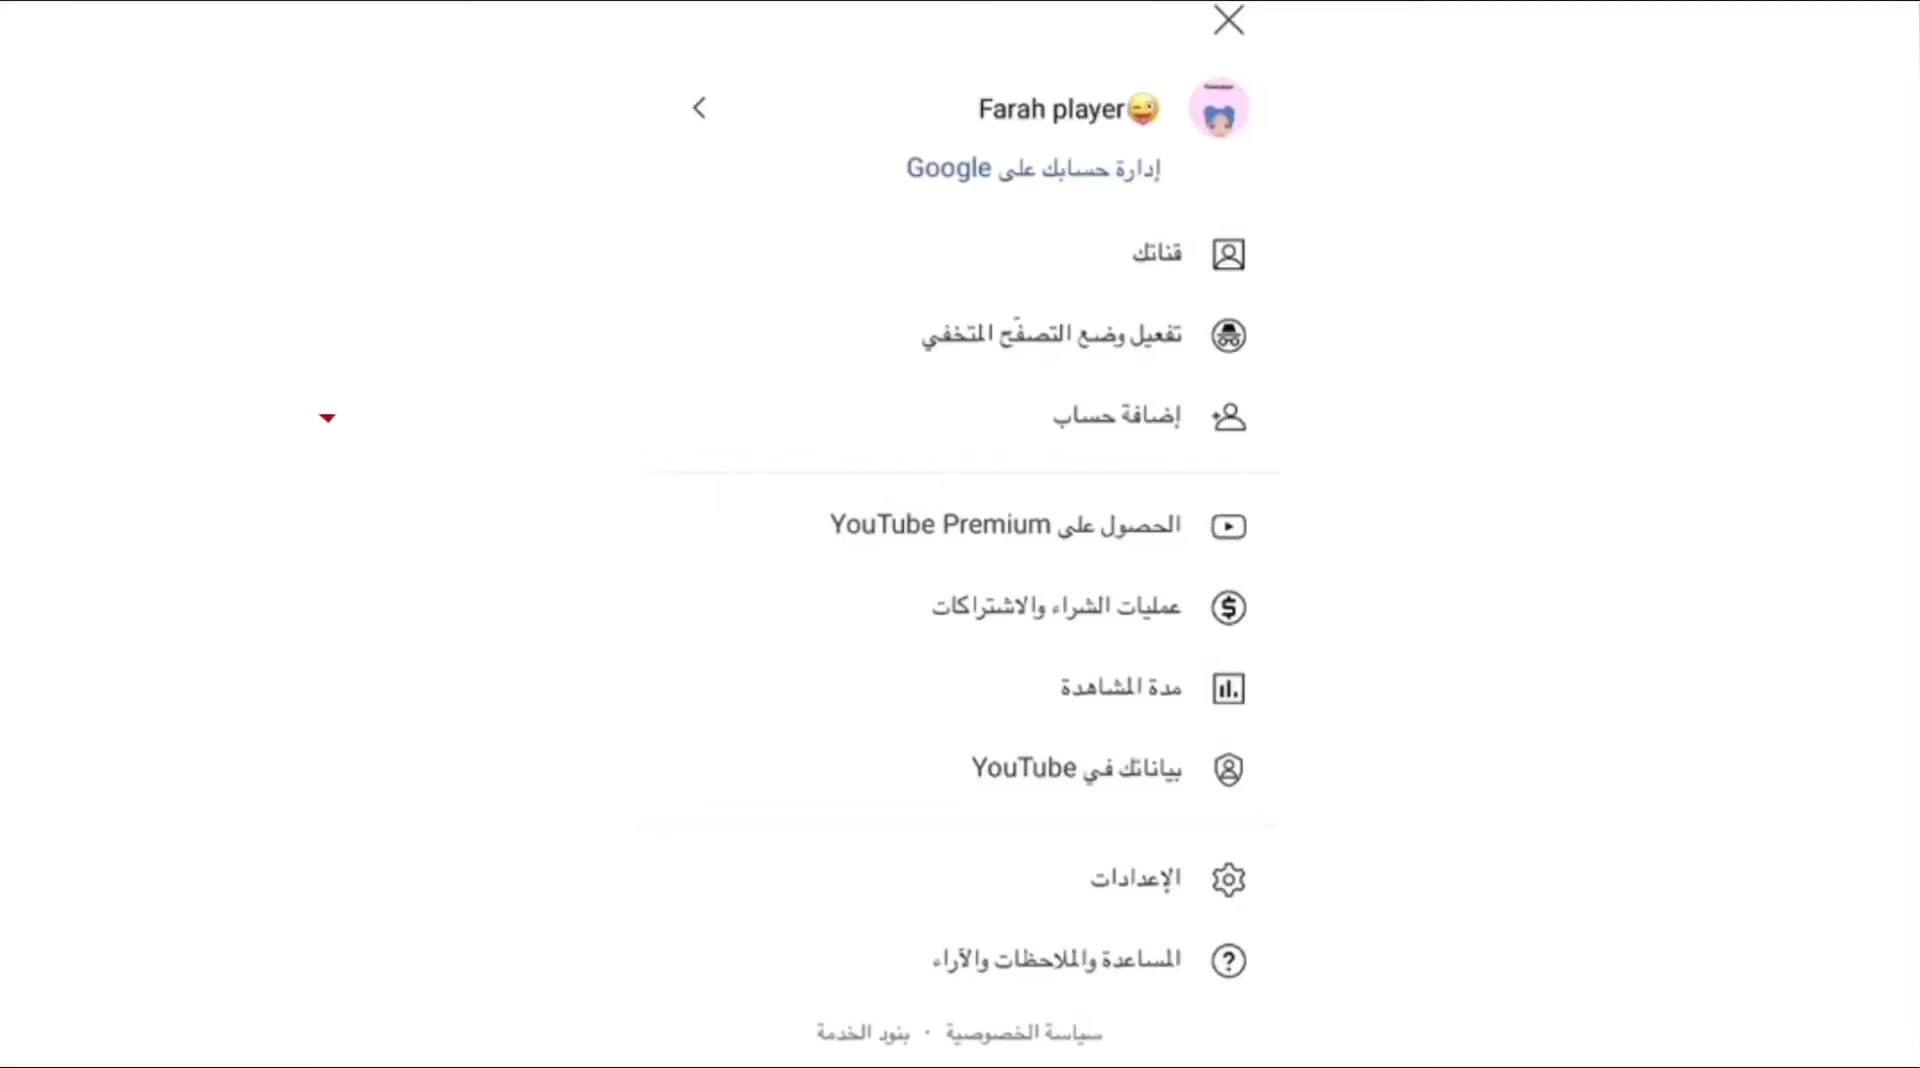 Farah player😜
إدارة حسابك على Google
قناتك
تفعيل وضع التصفّح المتخفي
إضافة حساب
الحصول على YouTube Premium
عمليات الشراء والاشتراكات
مدة المشاهدة
بياناتك في YouTube
الإعدادات
المساعدة والملاحظات والآراء
سياسة الخصوصية · بنود الخدمة